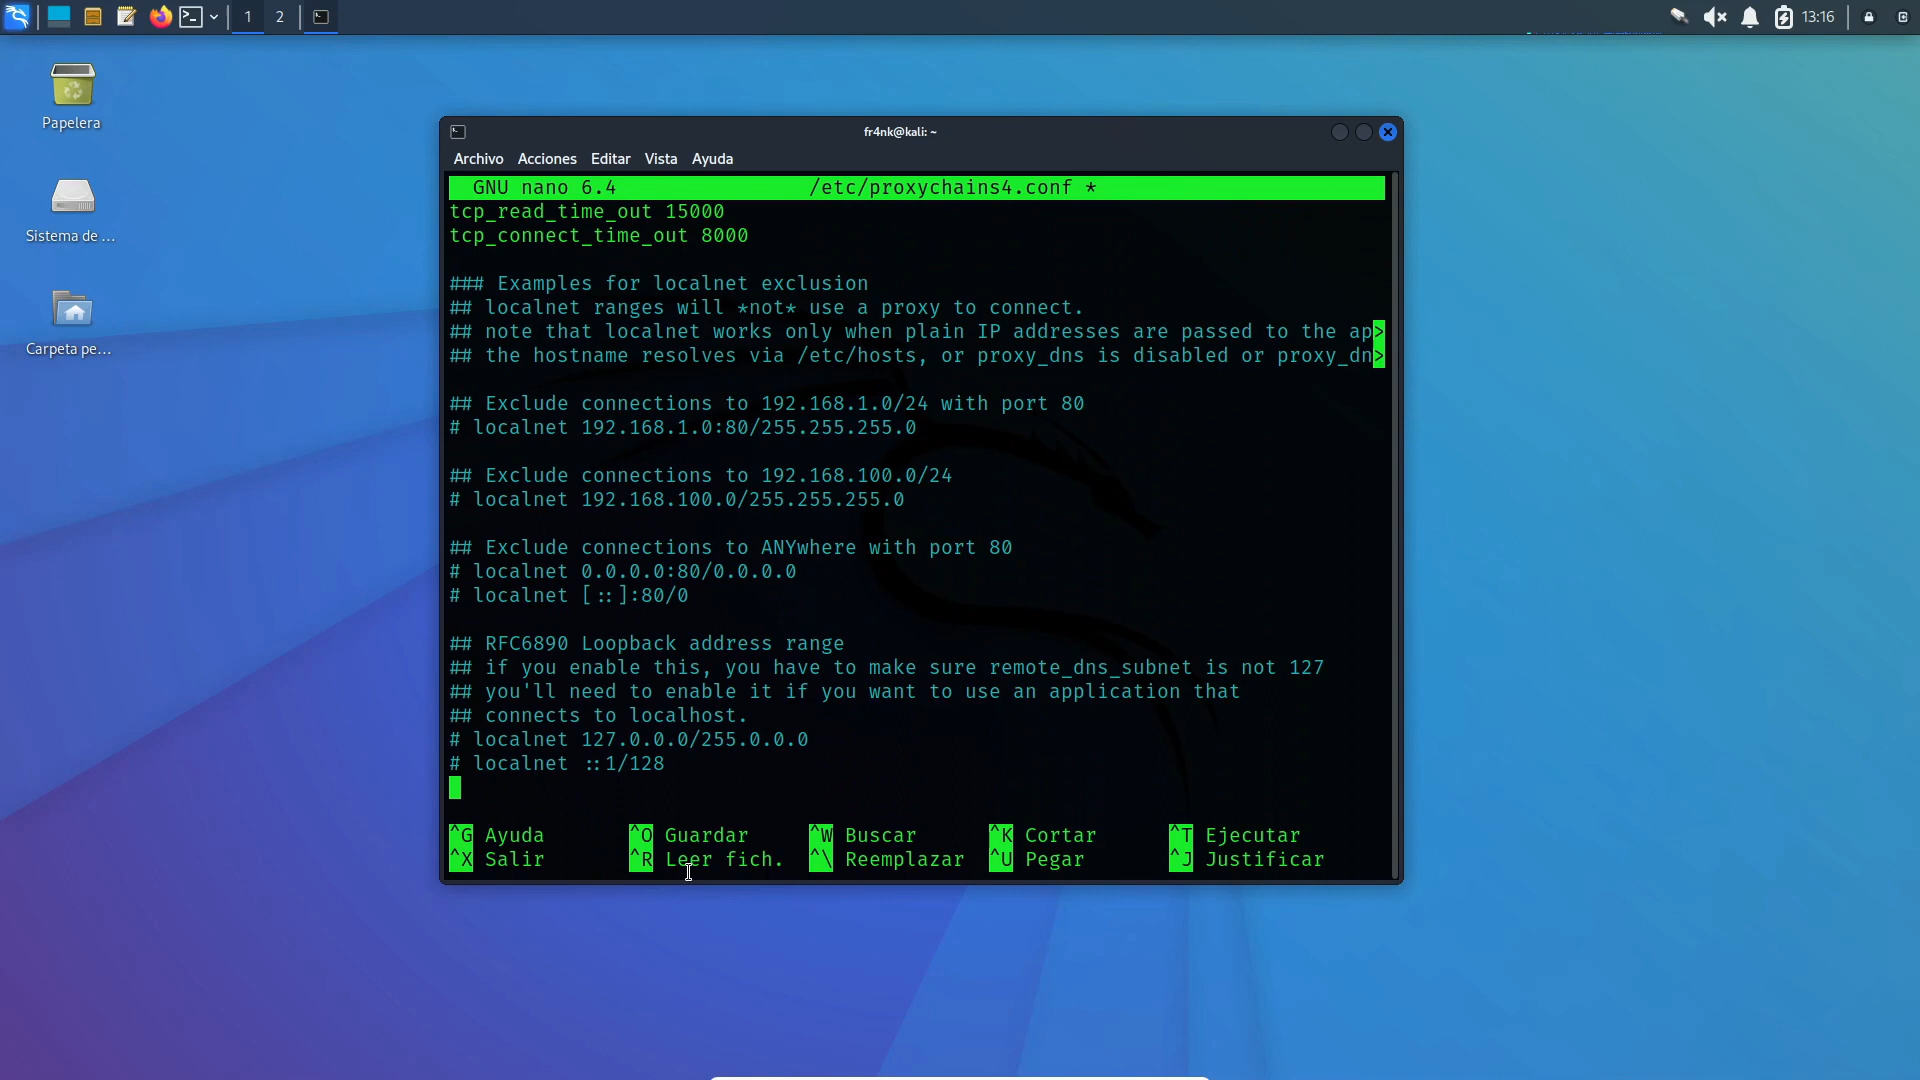 1
2
13:16
Papelera
Sistema de ...
Carpeta pe...
fr4nk@kali: ~
Archivo Acciones Editar Vista Ayuda
GNU nano 6.4 /etc/proxychains4.conf *
tcp_read_time_out 15000
tcp_connect_time_out 8000
### Examples for localnet exclusion
## localnet ranges will *not* use a proxy to connect.
## note that localnet works only when plain IP addresses are passed to the ap>
## the hostname resolves via /etc/hosts, or proxy_dns is disabled or proxy_dn>
## Exclude connections to 192.168.1.0/24 with port 80
# localnet 192.168.1.0:80/255.255.255.0
## Exclude connections to 192.168.100.0/24
# localnet 192.168.100.0/255.255.255.0
## Exclude connections to ANYwhere with port 80
# localnet 0.0.0.0:80/0.0.0.0
# localnet [::]:80/0
## RFC6890 Loopback address range
## if you enable this, you have to make sure remote_dns_subnet is not 127
## you'll need to enable it if you want to use an application that
## connects to localhost.
# localnet 127.0.0.0/255.0.0.0
# localnet ::1/128
^G Ayuda ^O Guardar ^W Buscar ^K Cortar ^T Ejecutar
^X Salir ^R Leer fich. ^\ Reemplazar ^U Pegar ^J Justificar